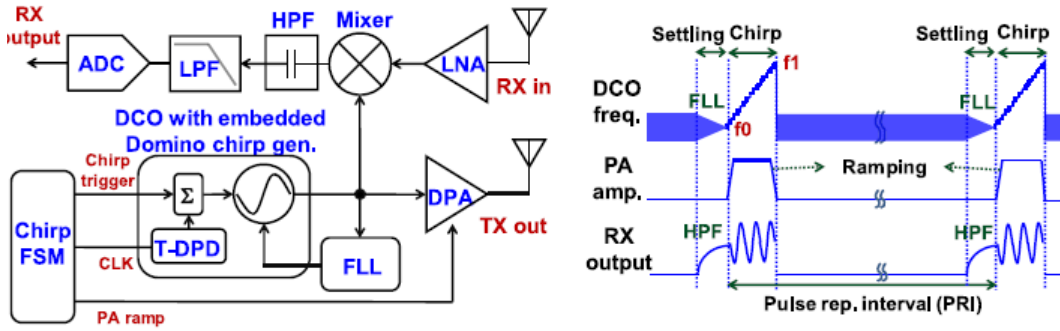 RX
output
HPF
Mixer
ADC
LPF
LNA
RX in
DCO with embedded
Domino chirp gen.
Chirp
trigger
Σ
T-DPD
Chirp
FSM
CLK
FLL
DPA
TX out
PA ramp
Settling Chirp
Settling Chirp
f1
DCO
freq.
FLL
f0
FLL
PA
amp.
Ramping
RX
output
HPF
HPF
Pulse rep. interval (PRI)